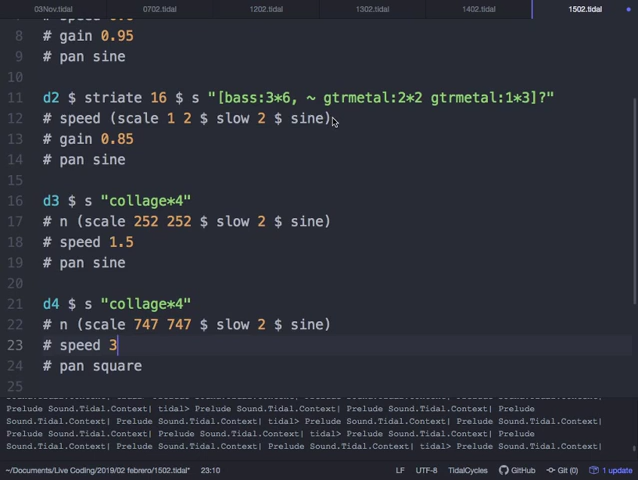 03Nov.tidal 0702.tidal 1202.tidal 1302.tidal 1402.tidal 1502.tidal
8 # gain 0.95
9 # pan sine
10
11 d2 $ striate 16 $ s "[bass:3*6, ~ gtrmetal:2*2 gtrmetal:1*3]?"
12 # speed (scale 1 2 $ slow 2 $ sine)
13 # gain 0.85
14 # pan sine
15
16 d3 $ s "collage*4"
17 # n (scale 252 252 $ slow 2 $ sine)
18 # speed 1.5
19 # pan sine
20
21 d4 $ s "collage*4"
22 # n (scale 747 747 $ slow 2 $ sine)
23 # speed 3
24 # pan square
25
Prelude Sound.Tidal.Context| tidal> Prelude Sound.Tidal.Context| Prelude Sound.Tidal.Context| Prelude
Sound.Tidal.Context| Prelude Sound.Tidal.Context| tidal> Prelude Sound.Tidal.Context| Prelude
Prelude Sound.Tidal.Context| Prelude Sound.Tidal.Context| tidal> Prelude Sound.Tidal.Context| Prelude
Sound.Tidal.Context| Prelude Sound.Tidal.Context| Prelude Sound.Tidal.Context|
~/Documents/Live Coding/2019/02 febrero/1502.tidal* 23:10 LF UTF-8 TidalCycles GitHub Git (0) 1 update